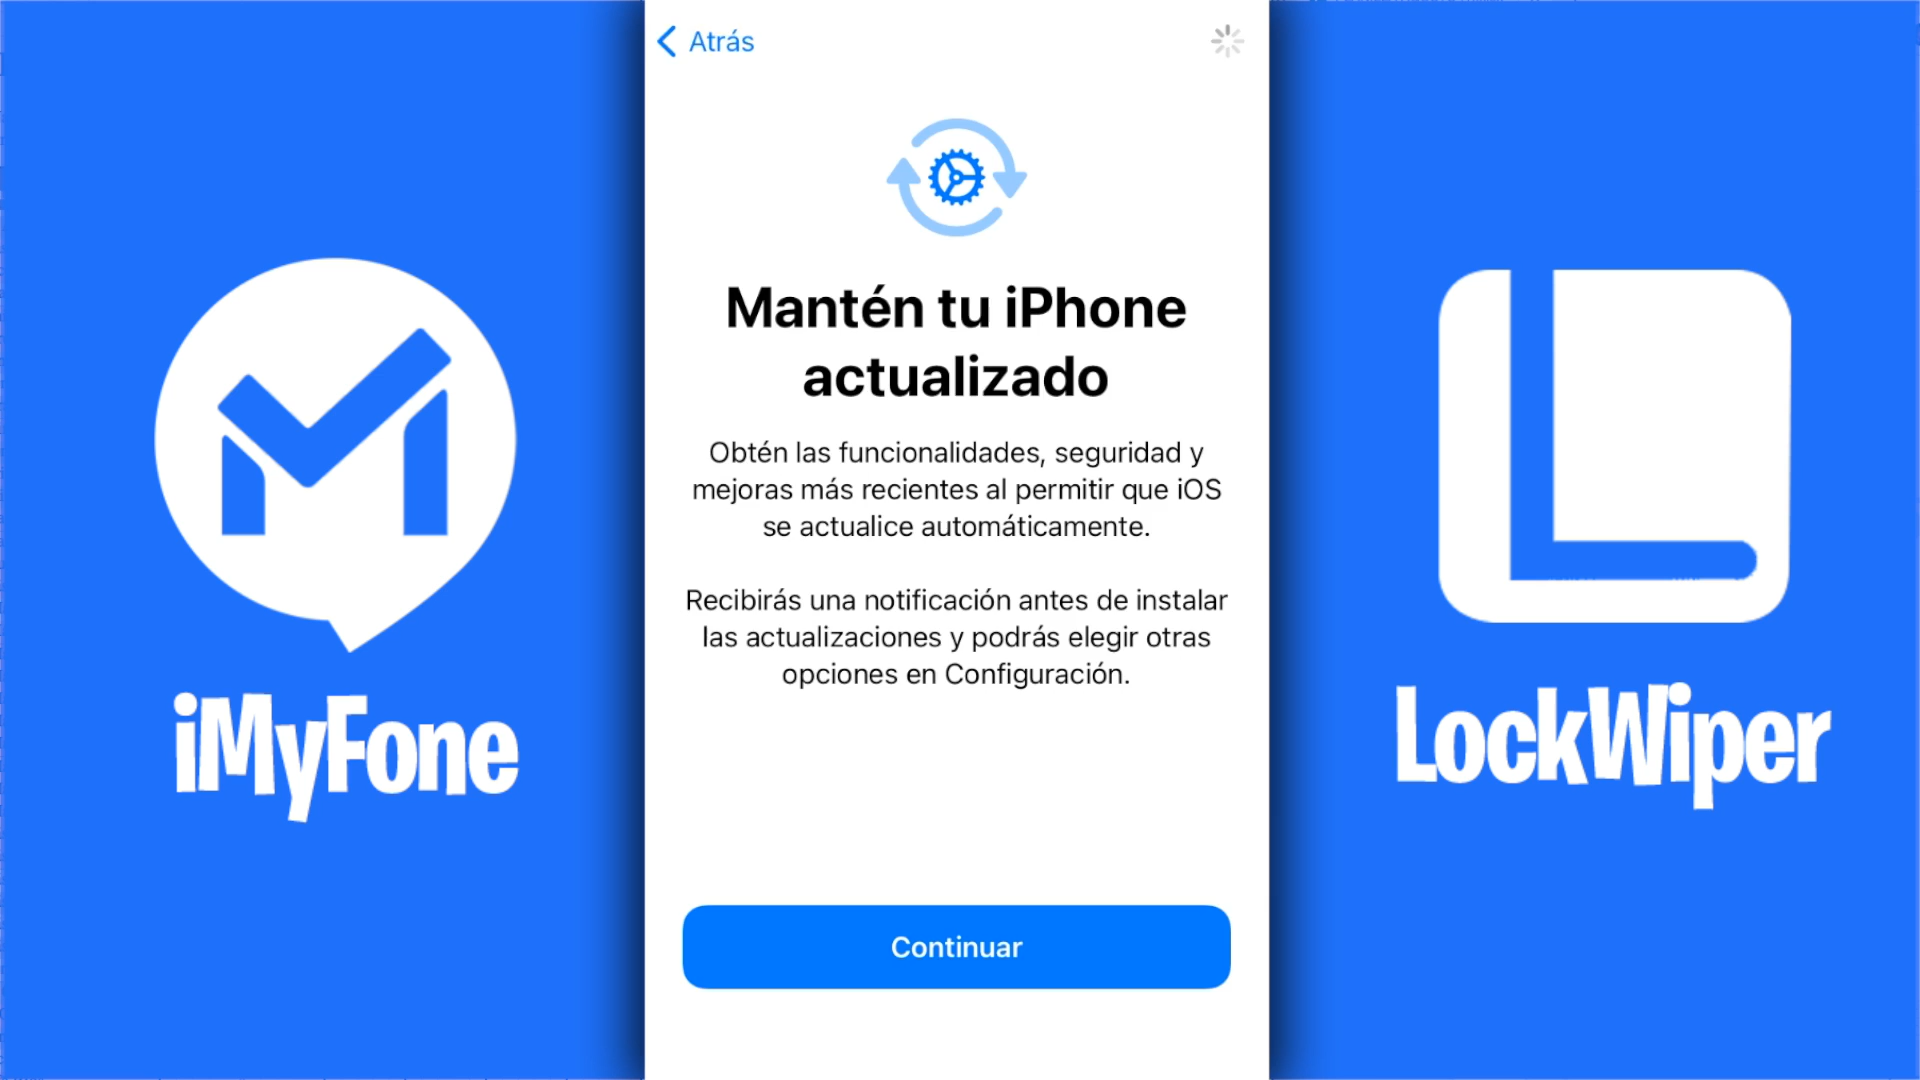 Atrás
Mantén tu iPhone
actualizado
Obtén las funcionalidades, seguridad y
mejoras más recientes al permitir que iOS
se actualice automáticamente.
Recibirás una notificación antes de instalar
las actualizaciones y podrás elegir otras
opciones en Configuración.
Continuar
iMyFone
LockWiper